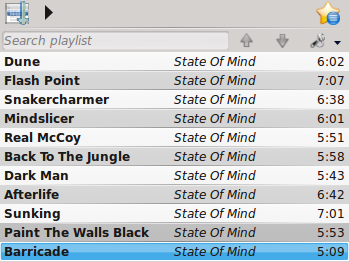 Search playlist
Dune State Of Mind 6:02
Flash Point State Of Mind 7:07
Snakercharmer State Of Mind 6:38
Mindslicer State Of Mind 6:01
Real McCoy State Of Mind 5:51
Back To The Jungle State Of Mind 5:58
Dark Man State Of Mind 5:43
Afterlife State Of Mind 6:42
Sunking State Of Mind 7:01
Paint The Walls Black State Of Mind 5:53
Barricade State Of Mind 5:09